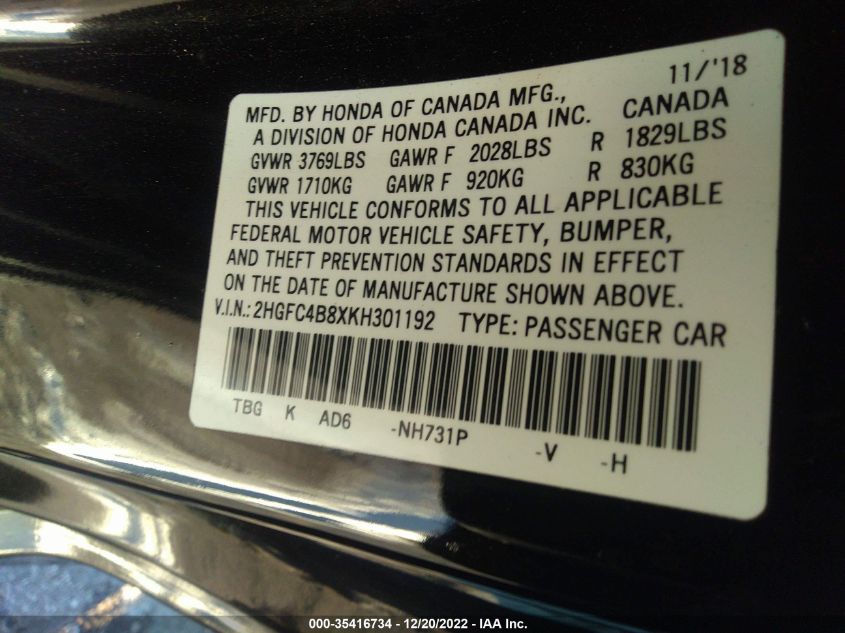 11/'18
MFD. BY HONDA OF CANADA MFG.,
A DIVISION OF HONDA CANADA INC. CANADA
GVWR 3769LBS GAWR F 2028LBS R 1829LBS
GVWR 1710KG GAWR F 920KG R 830KG
THIS VEHICLE CONFORMS TO ALL APPLICABLE
FEDERAL MOTOR VEHICLE SAFETY, BUMPER,
AND THEFT PREVENTION STANDARDS IN EFFECT
ON THE DATE OF MANUFACTURE SHOWN ABOVE.
V.I.N.: 2HGFC4B8XKH301192 TYPE: PASSENGER CAR
TBG K AD6 -NH731P -V -H
000-35416734 - 12/20/2022 - IAA Inc.